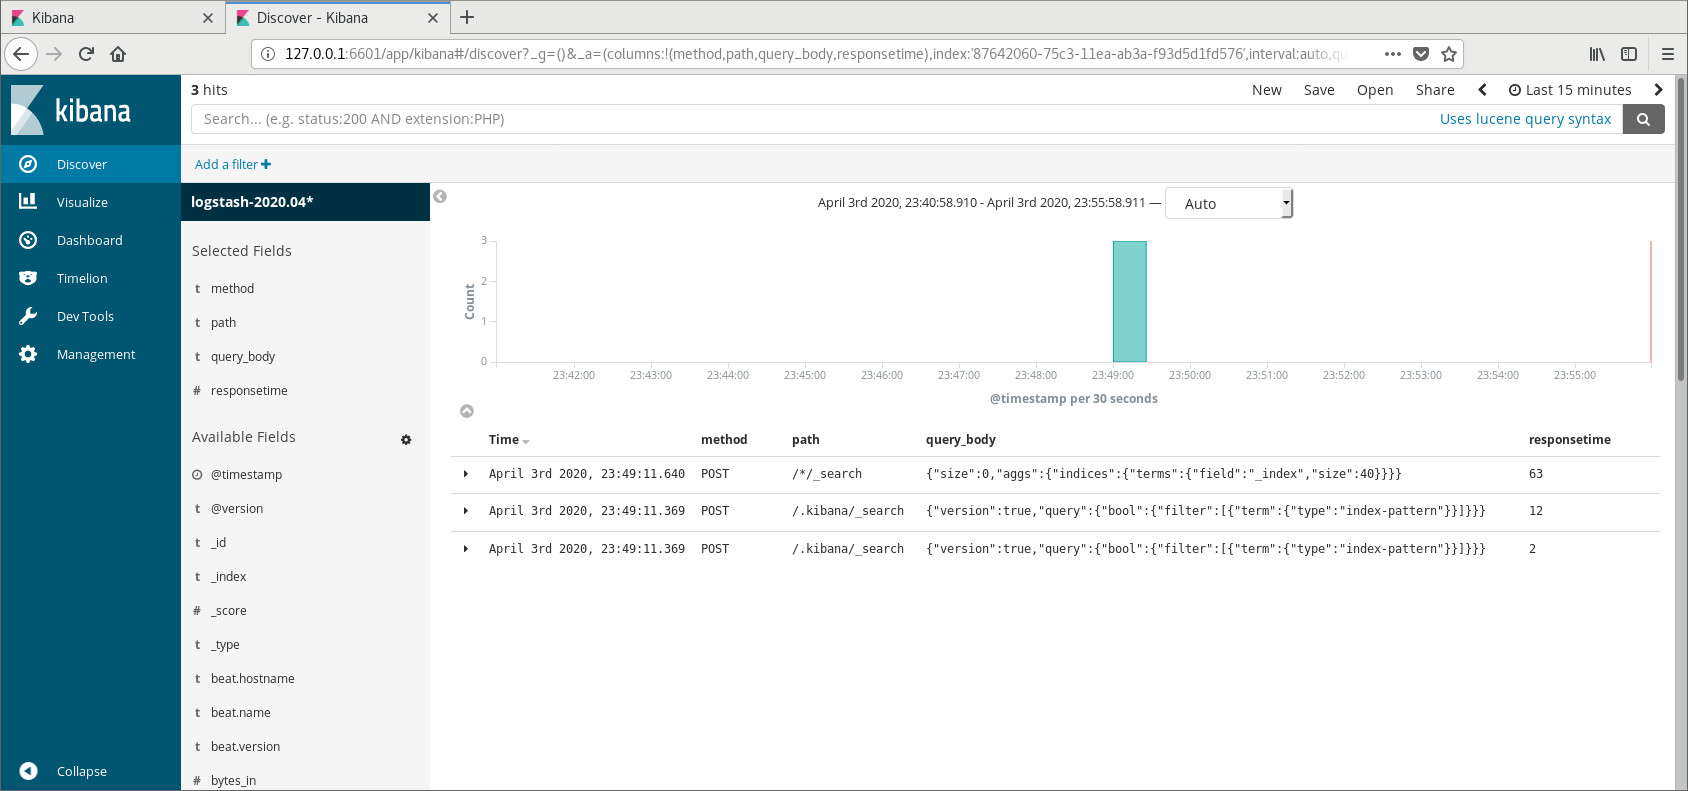 Kibana
Discover - Kibana
127.0.0.1:6601/app/kibana#/discover?_g=()&_a=(columns:!(method,path,query_body,responsetime),index:'87642060-75c3-11ea-ab3a-f93d5d1fd576',interval:auto,qu
kibana
Discover
Visualize
Dashboard
Timelion
Dev Tools
Management
Collapse
3 hits
New Save Open Share Last 15 minutes
Search... (e.g. status:200 AND extension:PHP)
Uses lucene query syntax
Add a filter
logstash-2020.04*
Selected Fields
t method
t path
t query_body
# responsetime
Available Fields
@timestamp
t @version
t _id
t _index
# _score
t _type
t beat.hostname
t beat.name
t beat.version
# bytes_in
April 3rd 2020, 23:40:58.910 - April 3rd 2020, 23:55:58.911 —
Auto
Count
3
2
1
0
23:42:00 23:43:00 23:44:00 23:45:00 23:46:00 23:47:00 23:48:00 23:49:00 23:50:00 23:51:00 23:52:00 23:53:00 23:54:00 23:55:00
@timestamp per 30 seconds
Time method path query_body responsetime
April 3rd 2020, 23:49:11.640 POST /*/_search {"size":0,"aggs":{"indices":{"terms":{"field":"_index","size":40}}}} 63
April 3rd 2020, 23:49:11.369 POST /.kibana/_search {"version":true,"query":{"bool":{"filter":[{"term":{"type":"index-pattern"}}]}}} 12
April 3rd 2020, 23:49:11.369 POST /.kibana/_search {"version":true,"query":{"bool":{"filter":[{"term":{"type":"index-pattern"}}]}}} 2